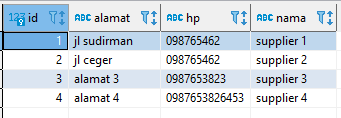 123 id alamat hp nama
1 jl sudirman 098765462 supplier 1
2 jl ceger 098765462 supplier 2
3 alamat 3 0987653823 supplier 3
4 alamat 4 0987653826453 supplier 4